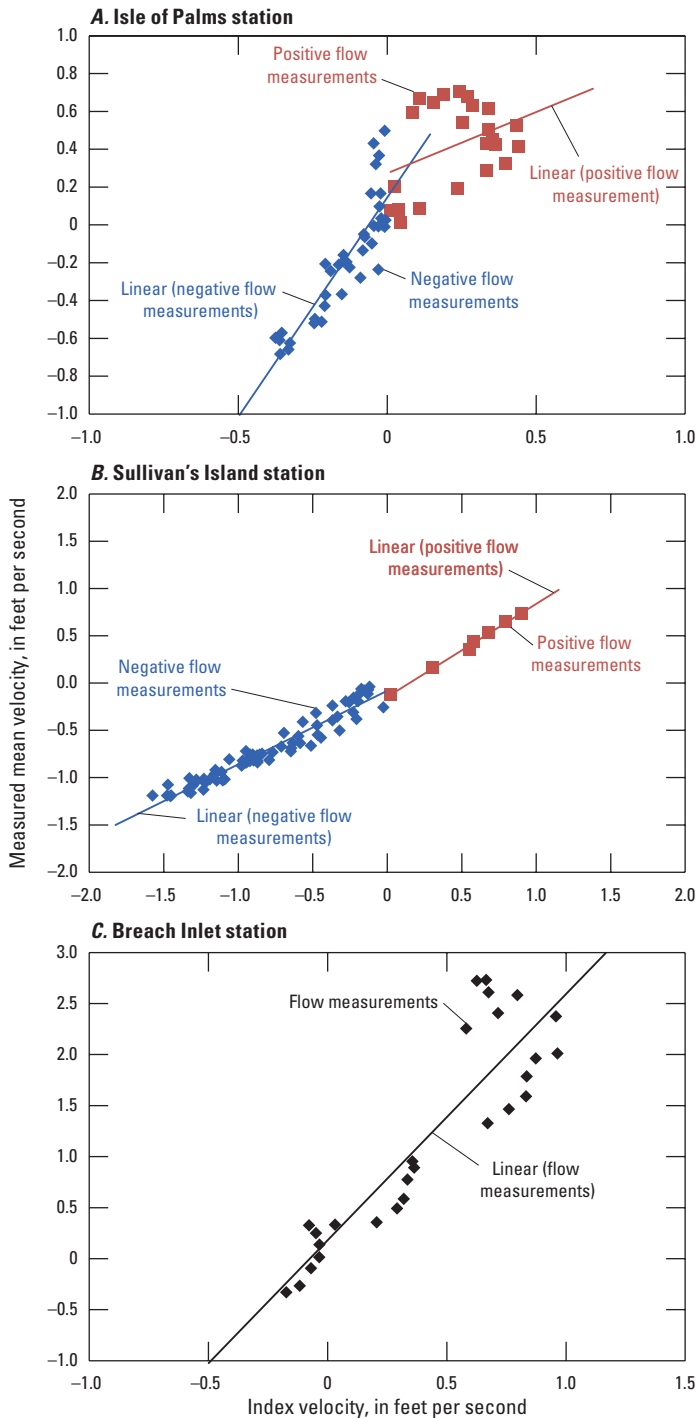 A. Isle of Palms station
1.0
0.8
0.6
0.4
0.2
0
−0.2
−0.4
−0.6
−0.8
−1.0
Positive flow
measurements
Linear (positive flow
measurement)
Linear (negative flow
measurements)
Negative flow
measurements
−1.0 −0.5 0 0.5 1.0
B. Sullivan's Island station
Measured mean velocity, in feet per second
2.0
1.5
1.0
0.5
0.0
−0.5
−1.0
−1.5
−2.0
Linear (positive flow
measurements)
Positive flow
measurements
Negative flow
measurements
Linear (negative flow
measurements)
−2.0 −1.5 −1.0 −0.5 0 0.5 1.0 1.5 2.0
C. Breach Inlet station
3.0
2.5
2.0
1.5
1.0
0.5
0
−0.5
−1.0
Flow measurements
Linear (flow
measurements)
−1.0 −0.5 0 0.5 1.0 1.5
Index velocity, in feet per second